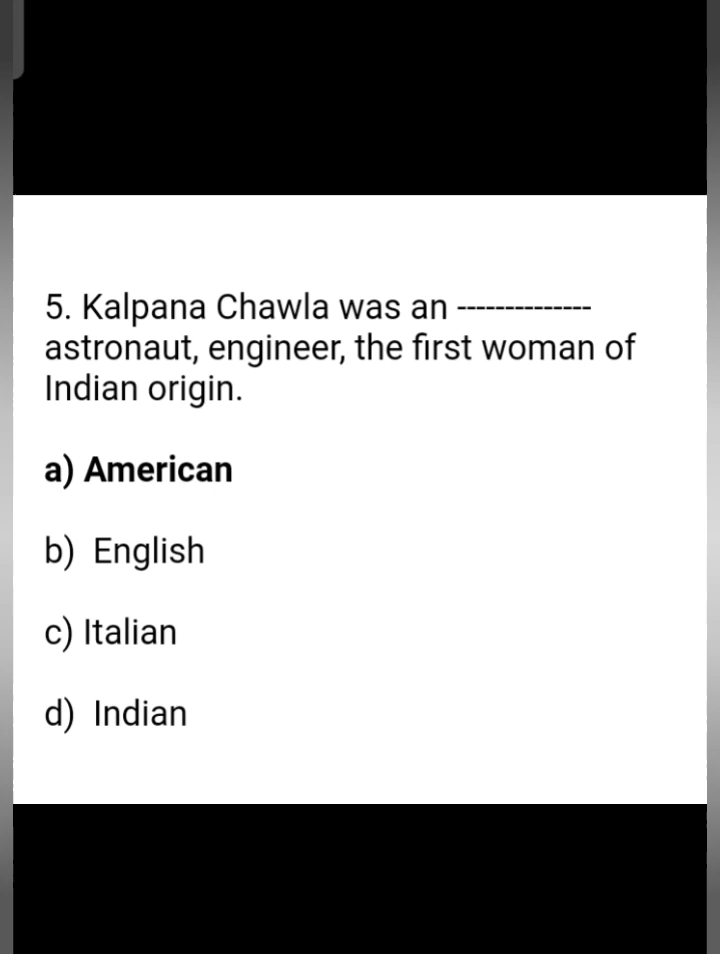 5. Kalpana Chawla was an --------------
astronaut, engineer, the first woman of
Indian origin.
a) American
b) English
c) Italian
d) Indian